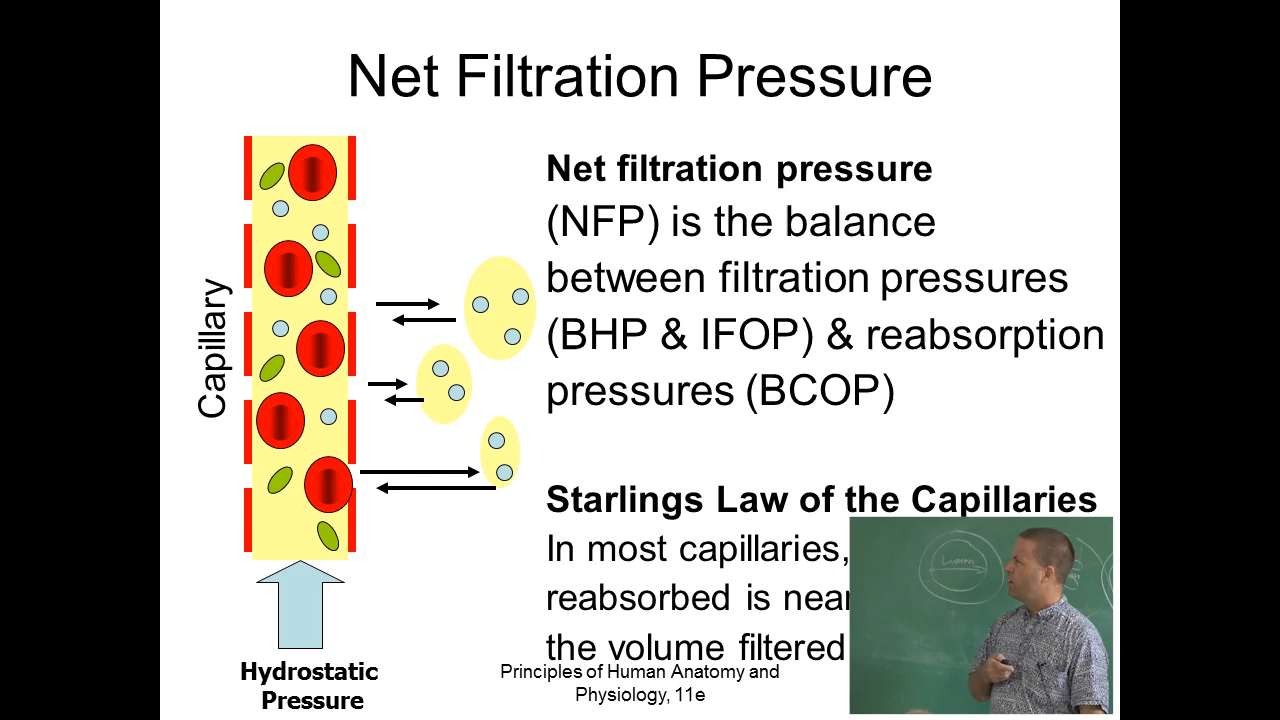 Net Filtration Pressure
Capillary
Net filtration pressure
(NFP) is the balance
between filtration pressures
(BHP & IFOP) & reabsorption
pressures (BCOP)
Starlings Law of the Capillaries
In most capillaries,
reabsorbed is near
the volume filtered
Lumen
Hydrostatic
Pressure
Principles of Human Anatomy and
Physiology, 11e